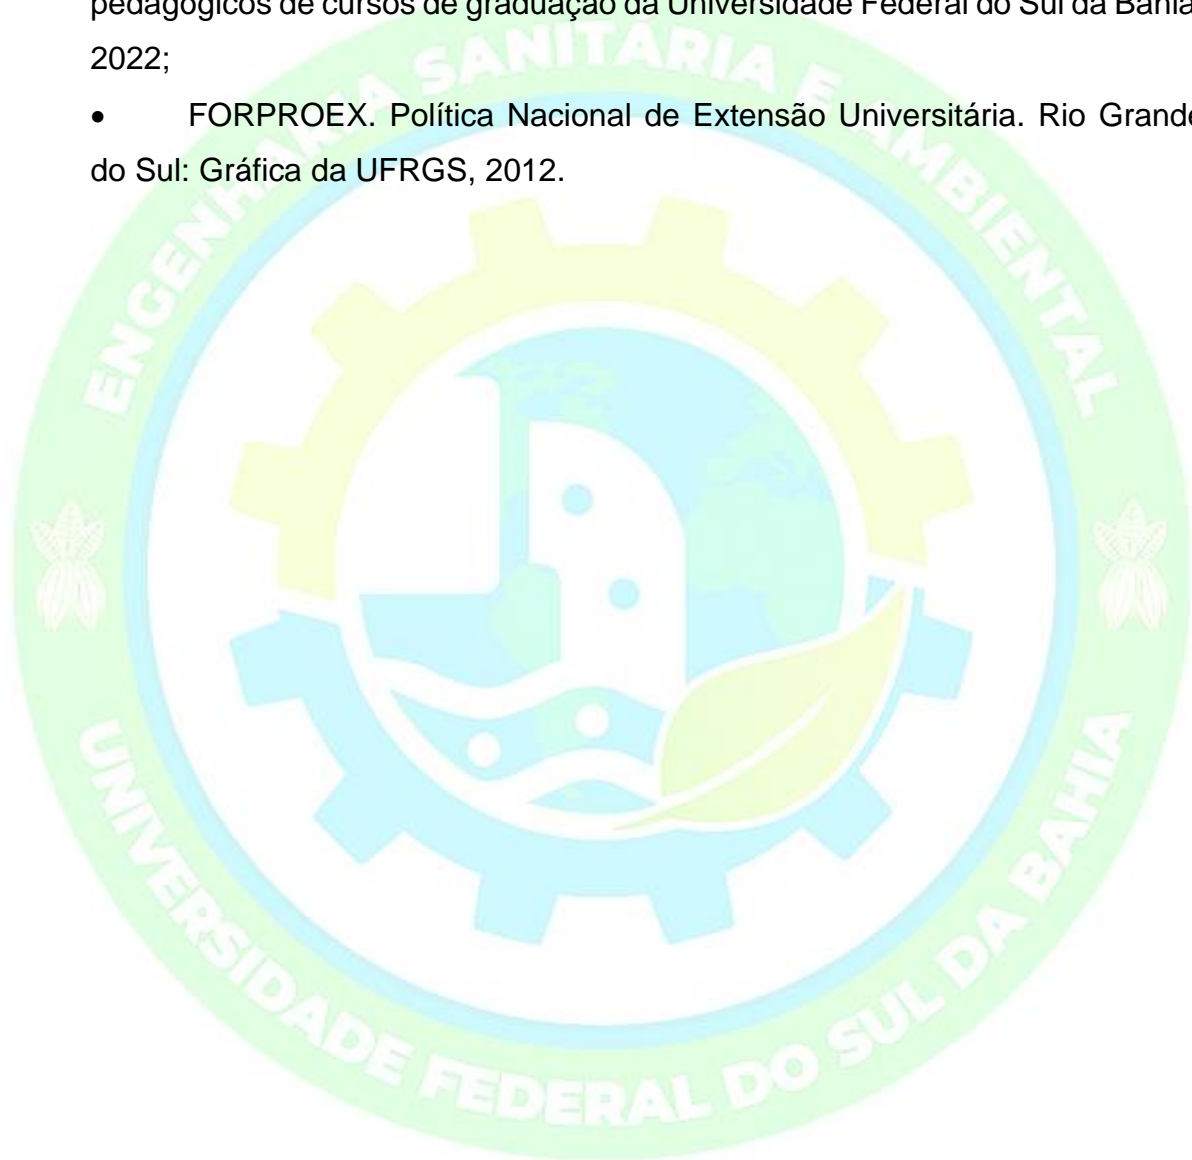 pedagógicos de cursos de graduação da Universidade Federal do Sul da Bahia
2022;
• FORPROEX. Política Nacional de Extensão Universitária. Rio Grande
do Sul: Gráfica da UFRGS, 2012.
ENGENHARIA SANITÁRIA E AMBIENTAL
UNIVERSIDADE FEDERAL DO SUL DA BAHIA